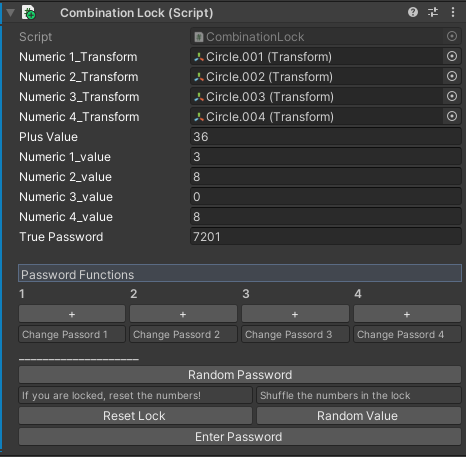 Combination Lock (Script)
Script CombinationLock
Numeric 1_Transform Circle.001 (Transform)
Numeric 2_Transform Circle.002 (Transform)
Numeric 3_Transform Circle.003 (Transform)
Numeric 4_Transform Circle.004 (Transform)
Plus Value 36
Numeric 1_value 3
Numeric 2_value 8
Numeric 3_value 0
Numeric 4_value 8
True Password 7201
Password Functions
1 2 3 4
+ + + +
Change Passord 1 Change Passord 2 Change Passord 3 Change Passord 4
____________________
Random Password
If you are locked, reset the numbers! Shuffle the numbers in the lock
Reset Lock Random Value
Enter Password